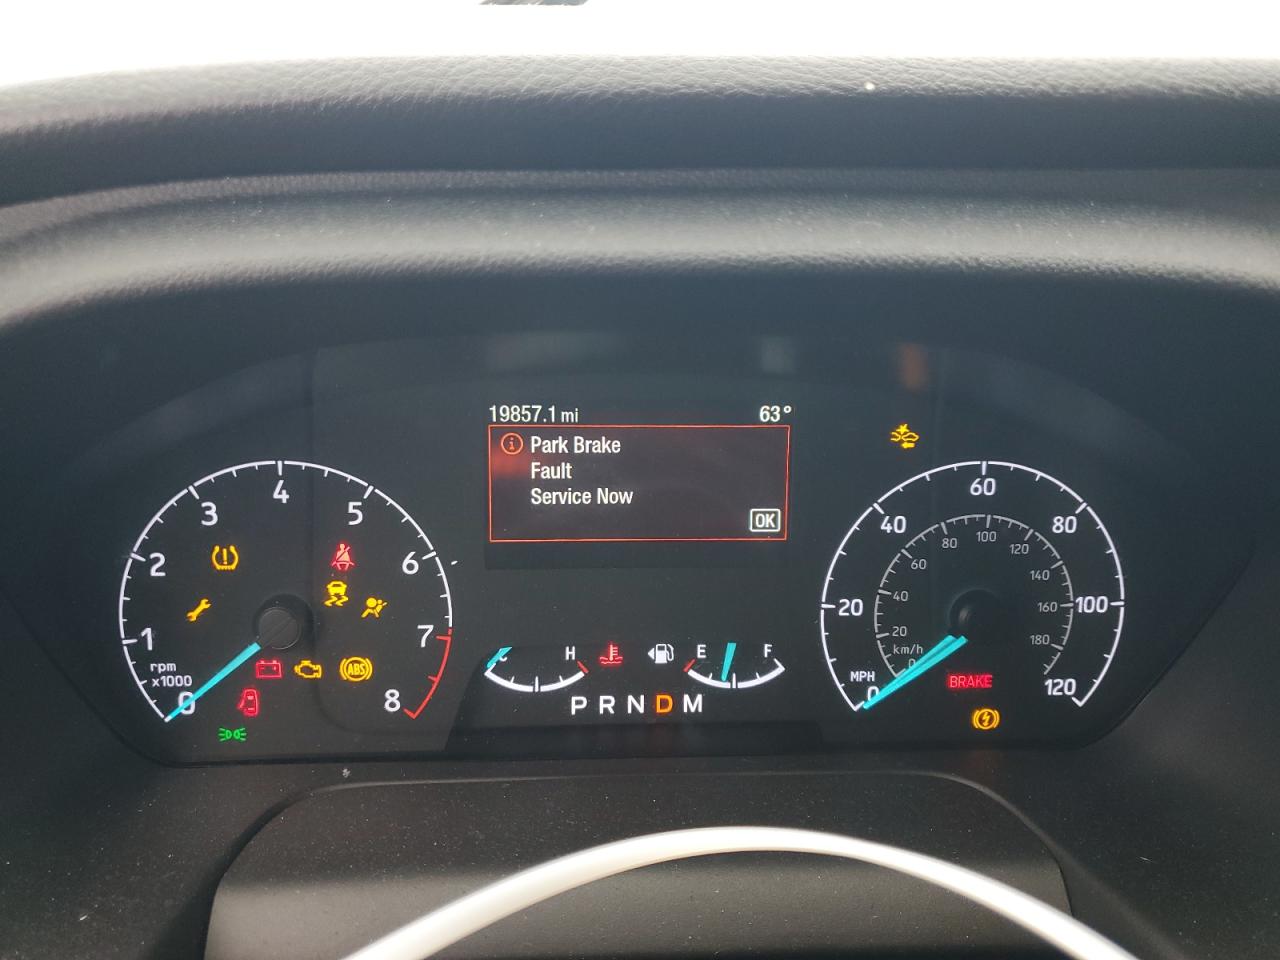 19857.1 mi 63°
Park Brake
Fault
Service Now
OK
0 1 2 3 4 5 6 7 8
rpm
x1000
ABS
C H
E F
P R N D M
0 20 40 60 80 100 120
MPH
0 20 40 60 80 100 120 140 160 180
km/h
BRAKE